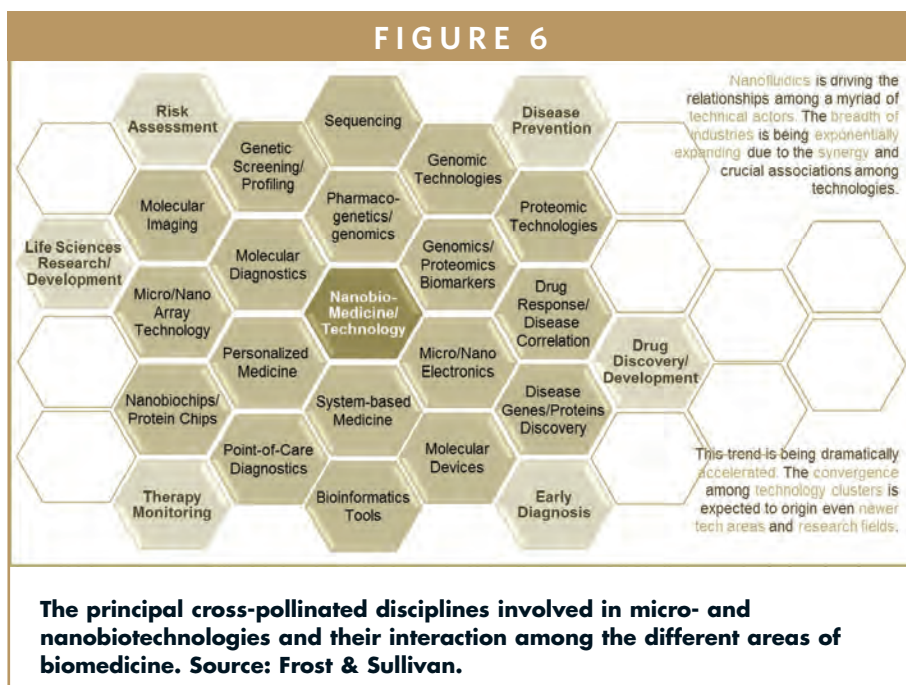 FIGURE 6
Nanofluidics is driving the
relationships among a myriad of
technical actors. The breadth of
industries is being exponentially
expanding due to the synergy and
crucial associations among
technologies.
Risk
Assessment
Sequencing
Disease
Prevention
Genetic
Screening/
Profiling
Genomic
Technologies
Molecular
Imaging
Pharmaco-
genetics/
genomics
Proteomic
Technologies
Life Sciences
Research/
Development
Molecular
Diagnostics
Genomics/
Proteomics
Biomarkers
Micro/Nano
Array
Technology
Nanobio-
Medicine/
Technology
Drug
Response/
Disease
Correlation
Personalized
Medicine
Micro/Nano
Electronics
Drug
Discovery/
Development
Nanobiochips/
Protein Chips
System-based
Medicine
Disease
Genes/Proteins
Discovery
Point-of-Care
Diagnostics
Molecular
Devices
Therapy
Monitoring
Bioinformatics
Tools
Early
Diagnosis
This trend is being dramatically
accelerated. The convergence
among technology clusters is
expected to origin even newer
tech areas and research fields.
The principal cross-pollinated disciplines involved in micro- and
nanobiotechnologies and their interaction among the different areas of
biomedicine. Source: Frost & Sullivan.